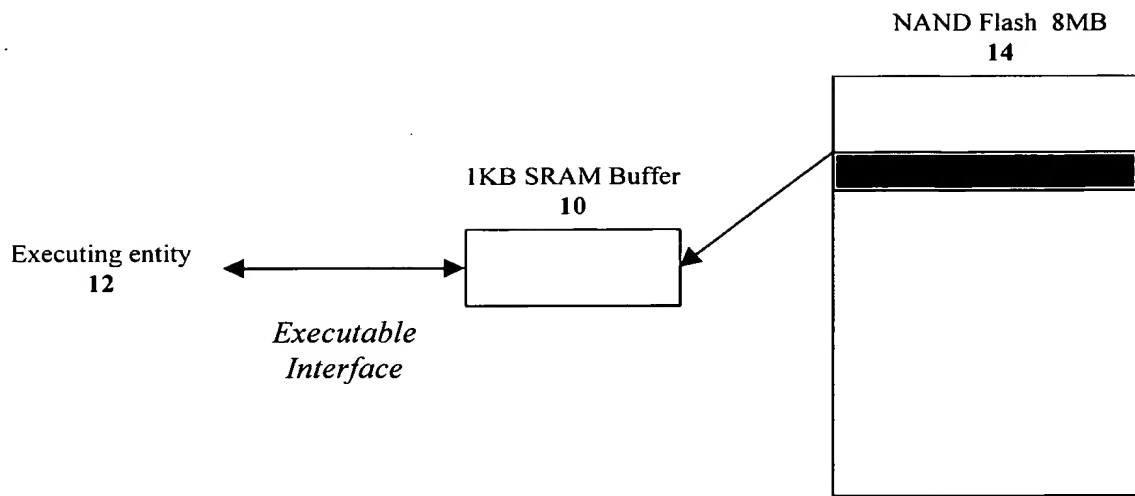 NAND Flash 8MB
14
1KB SRAM Buffer
10
Executing entity
12
Executable
Interface